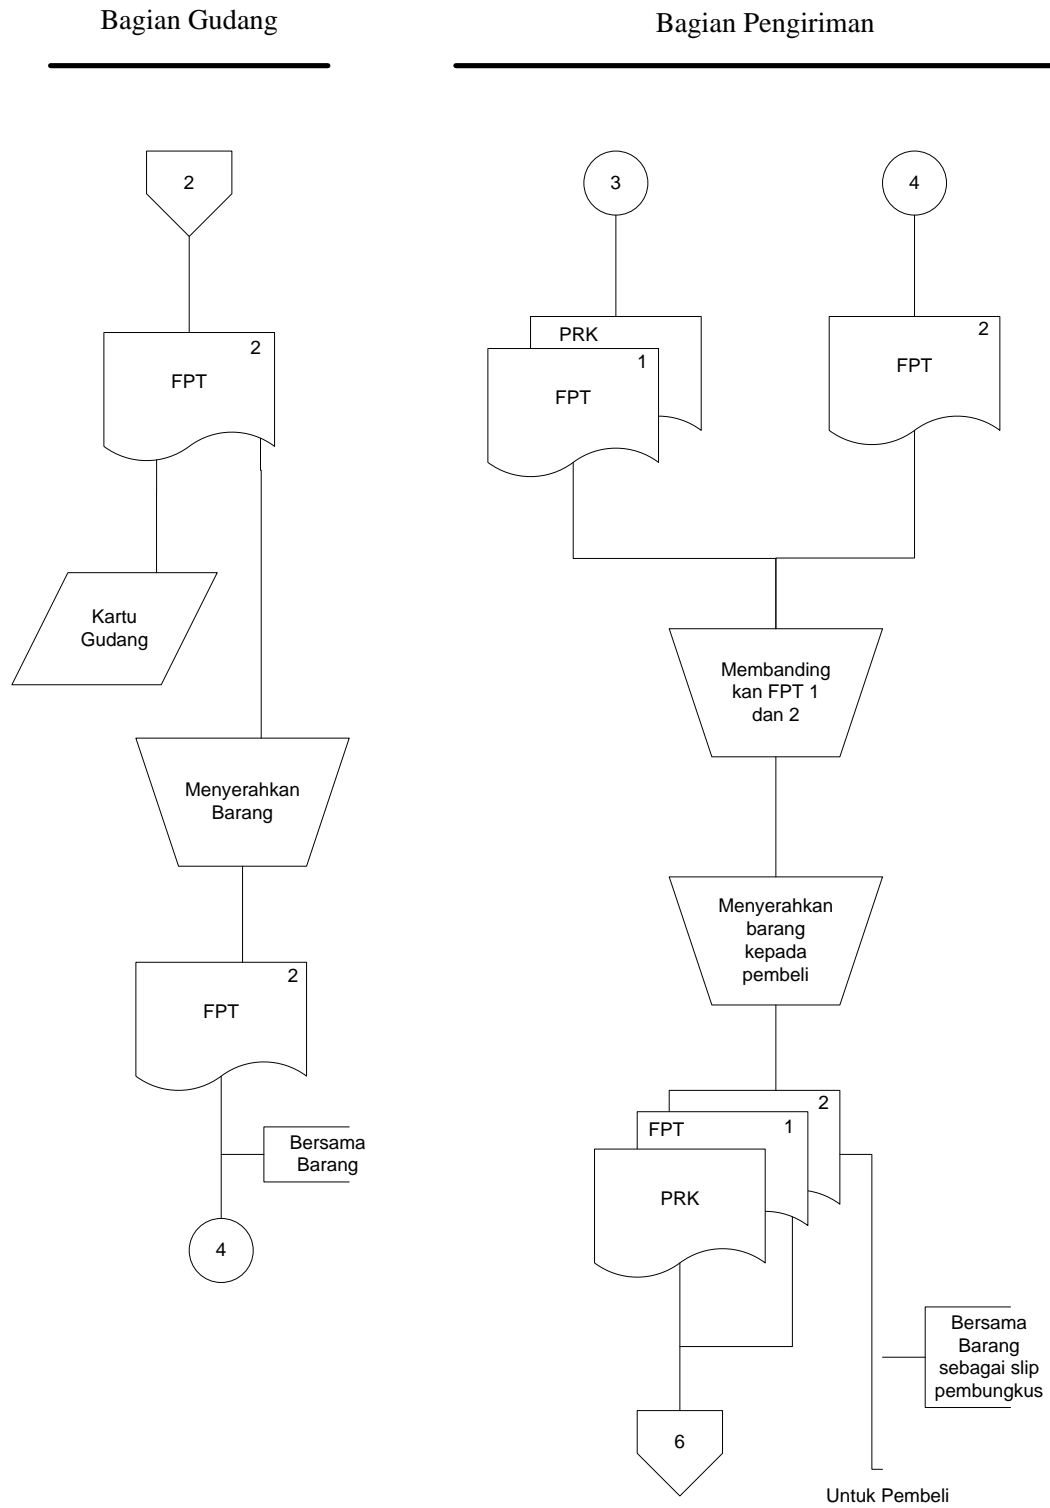 Bagian Gudang
2
2
FPT
Kartu
Gudang
Menyerahkan
Barang
2
FPT
Bersama
Barang
4
Bagian Pengiriman
3
4
PRK
1
FPT
2
FPT
Membanding
kan FPT 1
dan 2
Menyerahkan
barang
kepada
pembeli
2
FPT 1
PRK
Bersama
Barang
sebagai slip
pembungkus
6
Untuk Pembeli